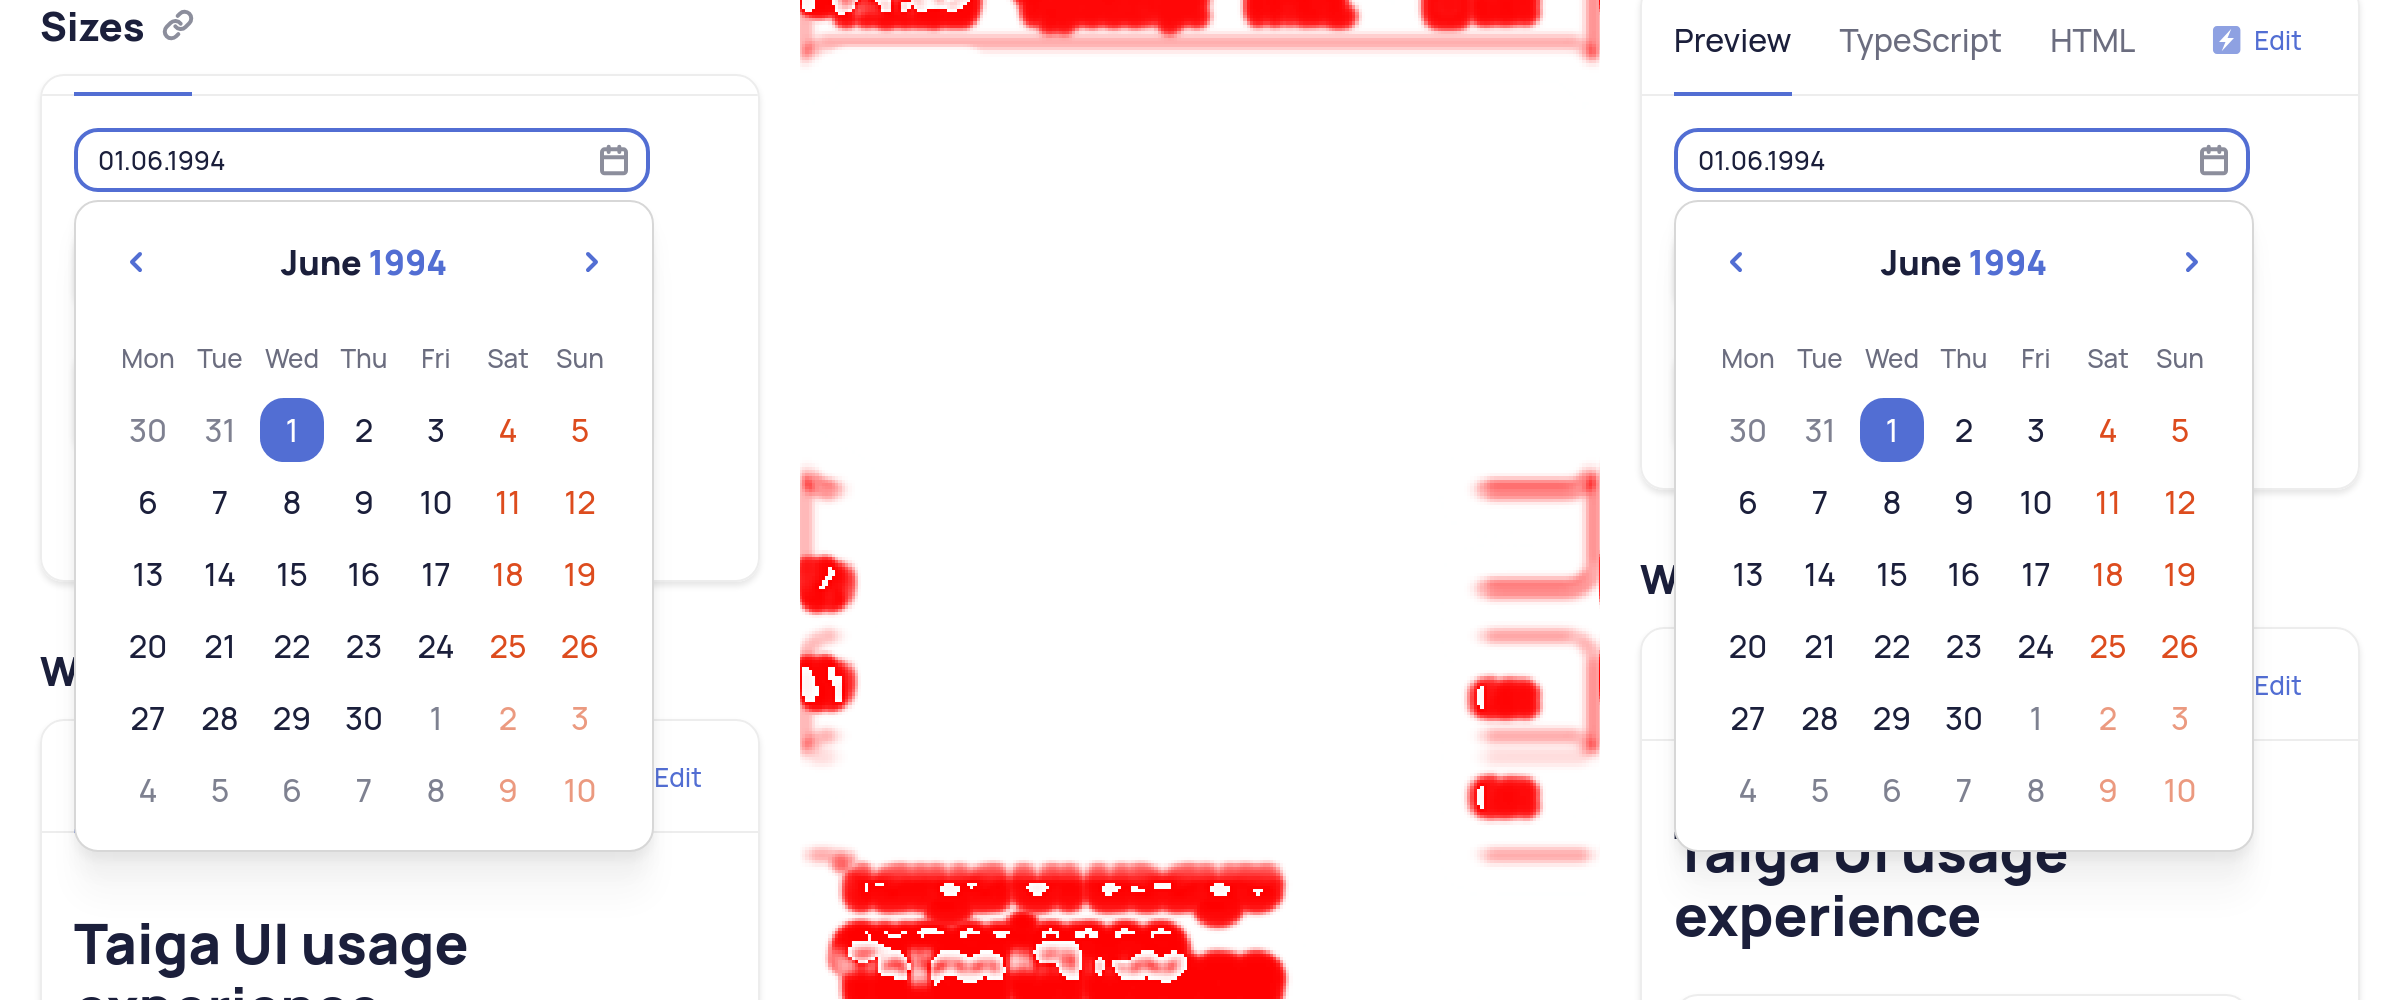 Sizes
01.06.1994
June 1994
Mon Tue Wed Thu Fri Sat Sun
30 31 1 2 3 4 5
6 7 8 9 10 11 12
13 14 15 16 17 18 19
20 21 22 23 24 25 26
27 28 29 30 1 2 3
4 5 6 7 8 9 10
W
Edit
Taiga UI usage
experience
Preview TypeScript HTML Edit
01.06.1994
June 1994
Mon Tue Wed Thu Fri Sat Sun
30 31 1 2 3 4 5
6 7 8 9 10 11 12
13 14 15 16 17 18 19
20 21 22 23 24 25 26
27 28 29 30 1 2 3
4 5 6 7 8 9 10
W
Edit
Taiga UI usage
experience